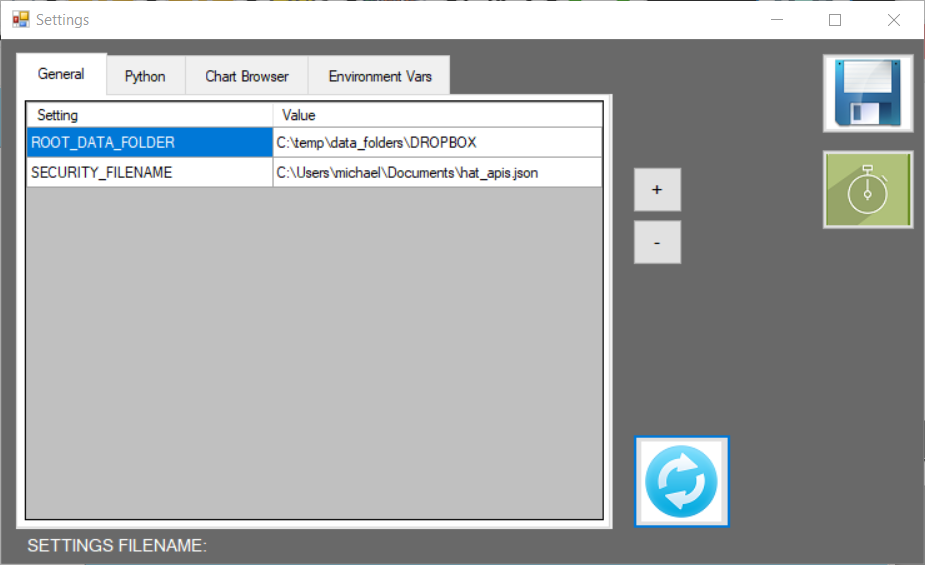 Settings
General Python Chart Browser Environment Vars
Setting Value
ROOT_DATA_FOLDER C:\temp\data_folders\DROPBOX
SECURITY_FILENAME C:\Users\michael\Documents\hat_apis.json
+
-
SETTINGS FILENAME: